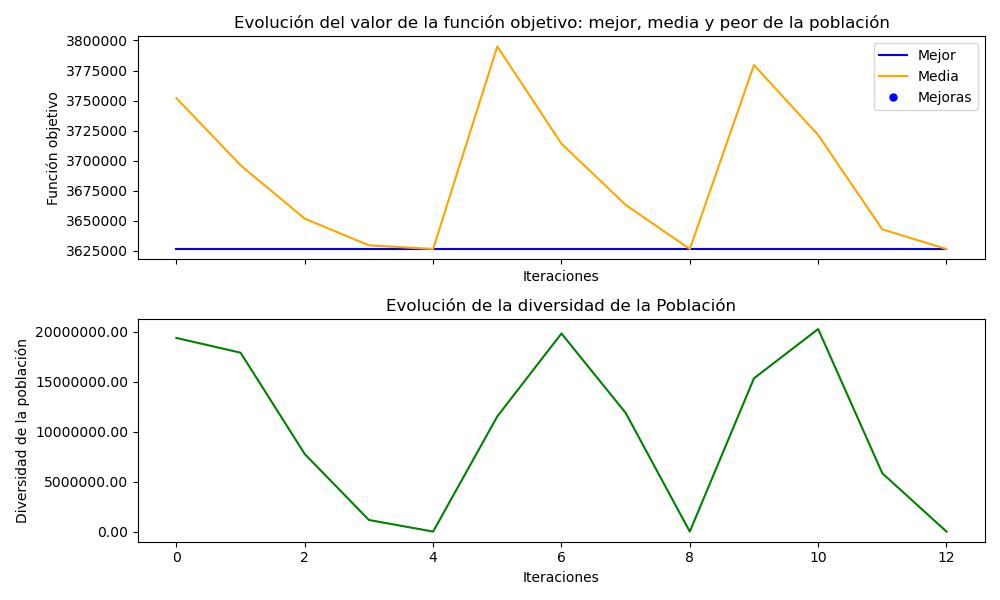 Evolución del valor de la función objetivo: mejor, media y peor de la población
3800000
3775000
3750000
3725000
3700000
3675000
3650000
3625000
Función objetivo
Mejor
Media
Mejoras
Iteraciones
Evolución de la diversidad de la Población
20000000.00
15000000.00
10000000.00
5000000.00
0.00
Diversidad de la población
0 2 4 6 8 10 12
Iteraciones